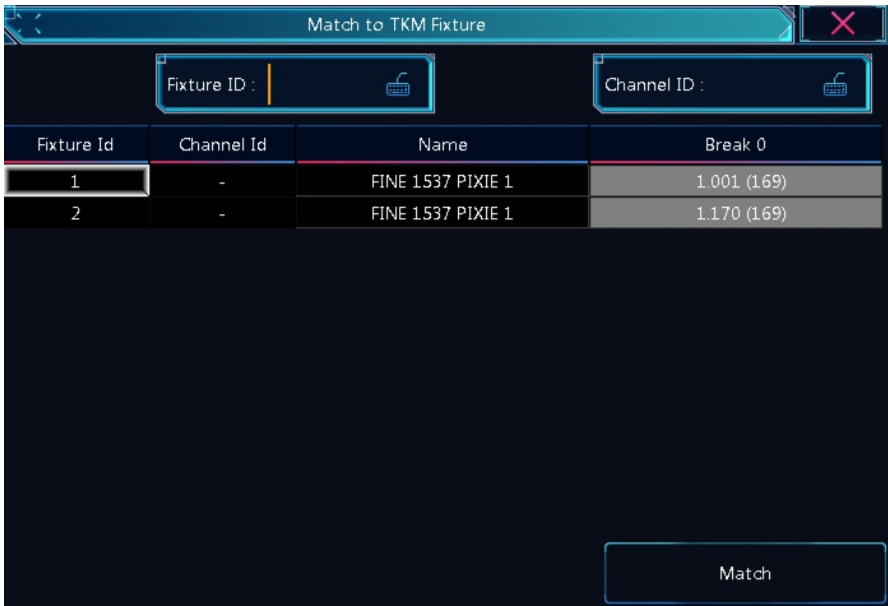 Match to TKM Fixture
Fixture ID : Channel ID :
Fixture Id Channel Id Name Break 0
1 - FINE 1537 PIXIE 1 1.001 (169)
2 - FINE 1537 PIXIE 1 1.170 (169)
Match